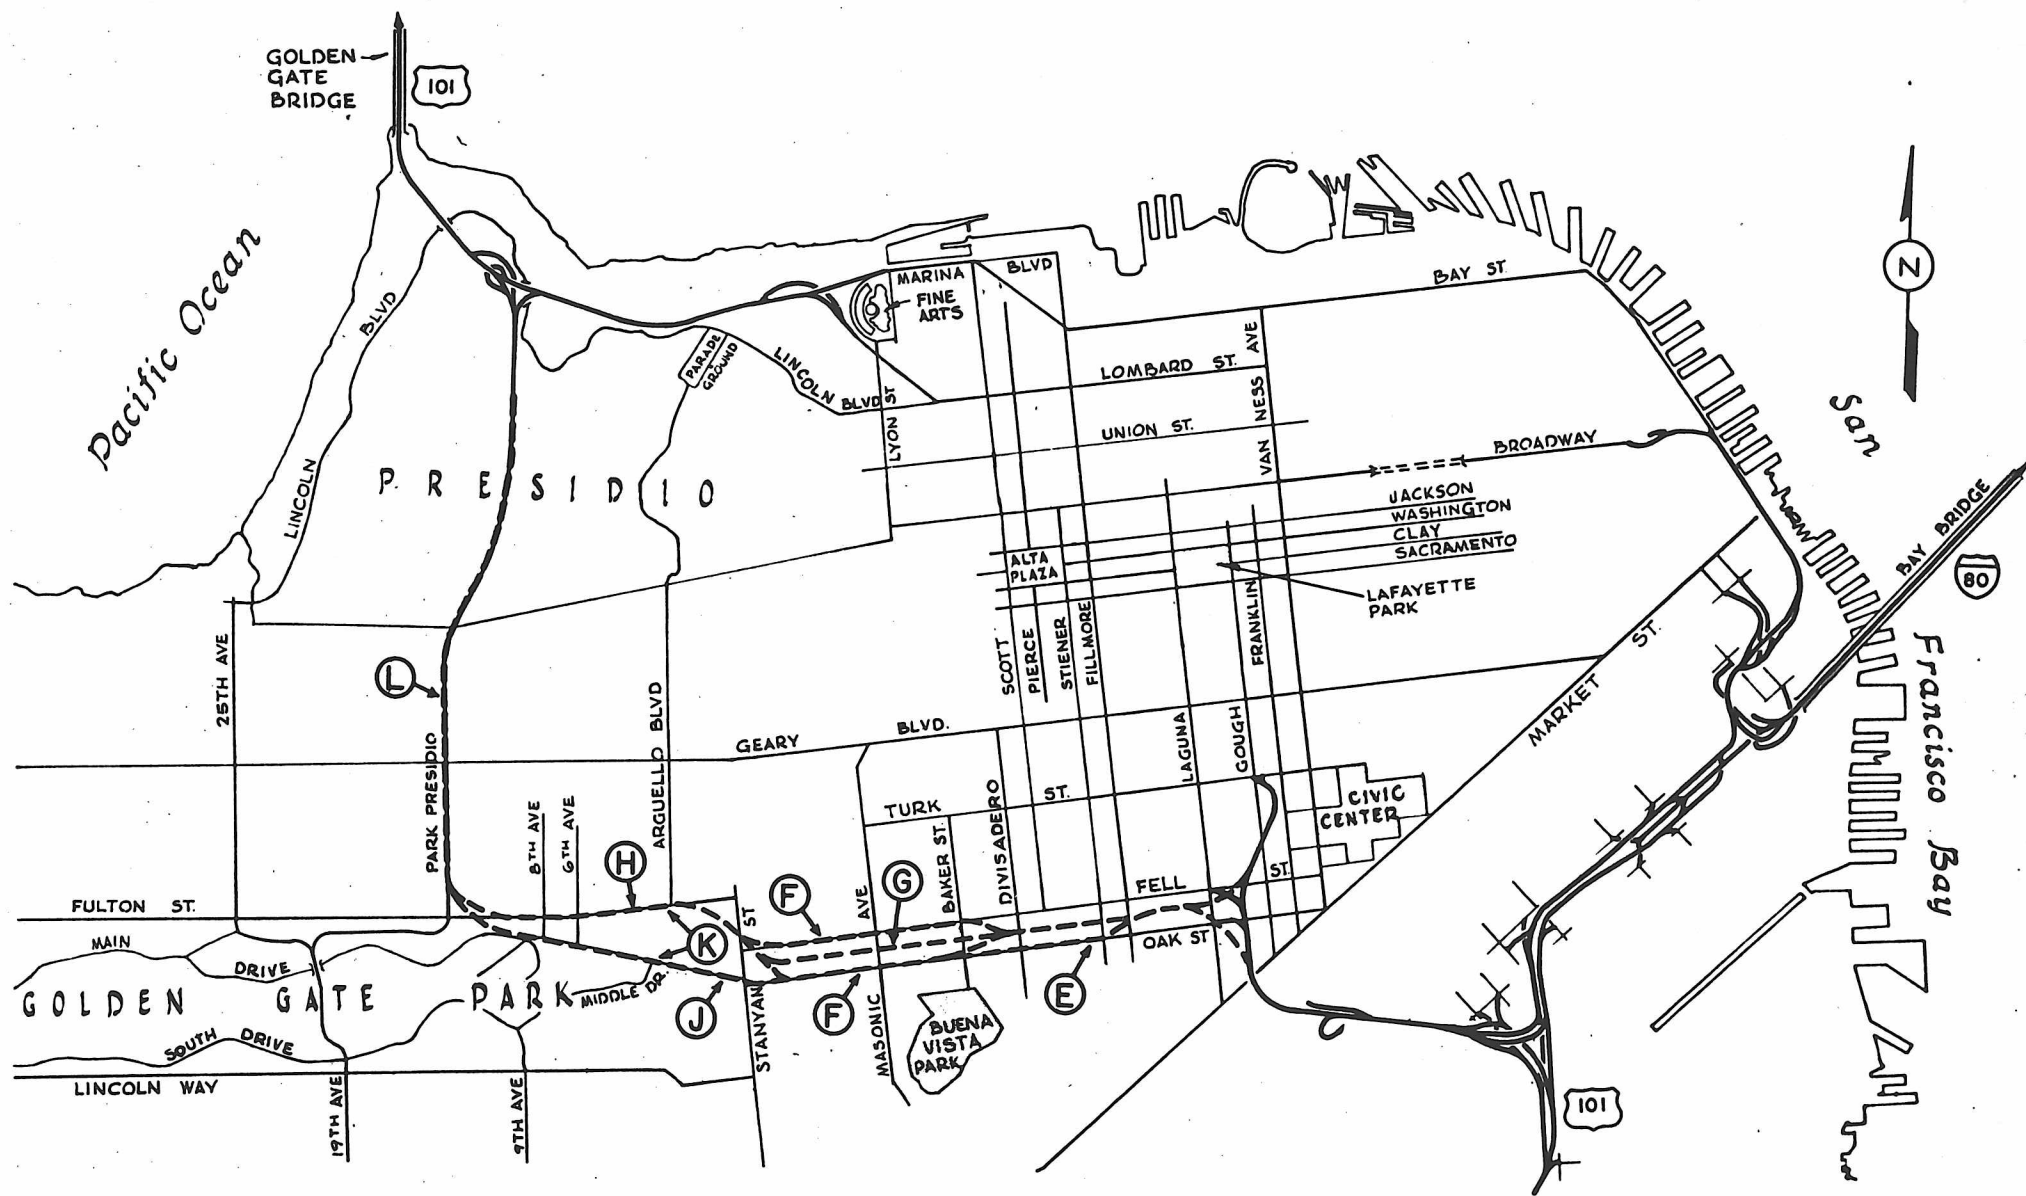 GOLDEN
GATE
BRIDGE
101
Pacific Ocean
LINCOLN
BLVD
PRESIDIO
PARADE
GROUND
LINCOLN
BLVD
MARINA
BLVD
FINE
ARTS
LYON
ST
BAY ST.
LOMBARD ST.
UNION ST.
VAN NESS AVE
BROADWAY
JACKSON
WASHINGTON
CLAY
SACRAMENTO
ALTA
PLAZA
LAFAYETTE
PARK
SCOTT
PIERCE
STIENER
FILLMORE
FRANKLIN
LAGUNA
GOUGH
N
San
Francisco Bay
BAY BRIDGE
80
MARKET ST.
25TH AVE
L
PARK PRESIDIO
ARGUELLO BLVD
GEARY BLVD.
TURK ST.
8TH AVE
6TH AVE
H
F
G
BAKER ST.
DIVISADERO
CIVIC
CENTER
FELL ST.
OAK ST
FULTON ST.
MAIN
DRIVE
GOLDEN GATE PARK
MIDDLE DR.
K
J
F
E
STANYAN
ST
MASONIC
AVE
BUENA
VISTA
PARK
SOUTH DRIVE
LINCOLN WAY
19TH AVE
9TH AVE
101